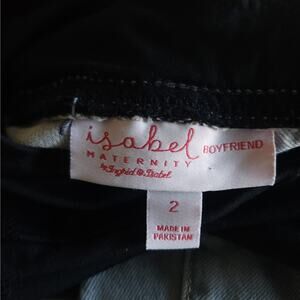 isabel
MATERNITY
by Ingrid & Isabel
BOYFRIEND
2
MADE IN
PAKISTAN